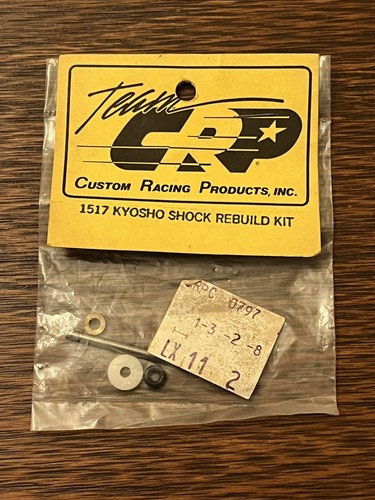 Team
CRP
CUSTOM RACING PRODUCTS, INC.
1517 KYOSHO SHOCK REBUILD KIT
RPC 0797
1-3 -2 -8
LX 11 2